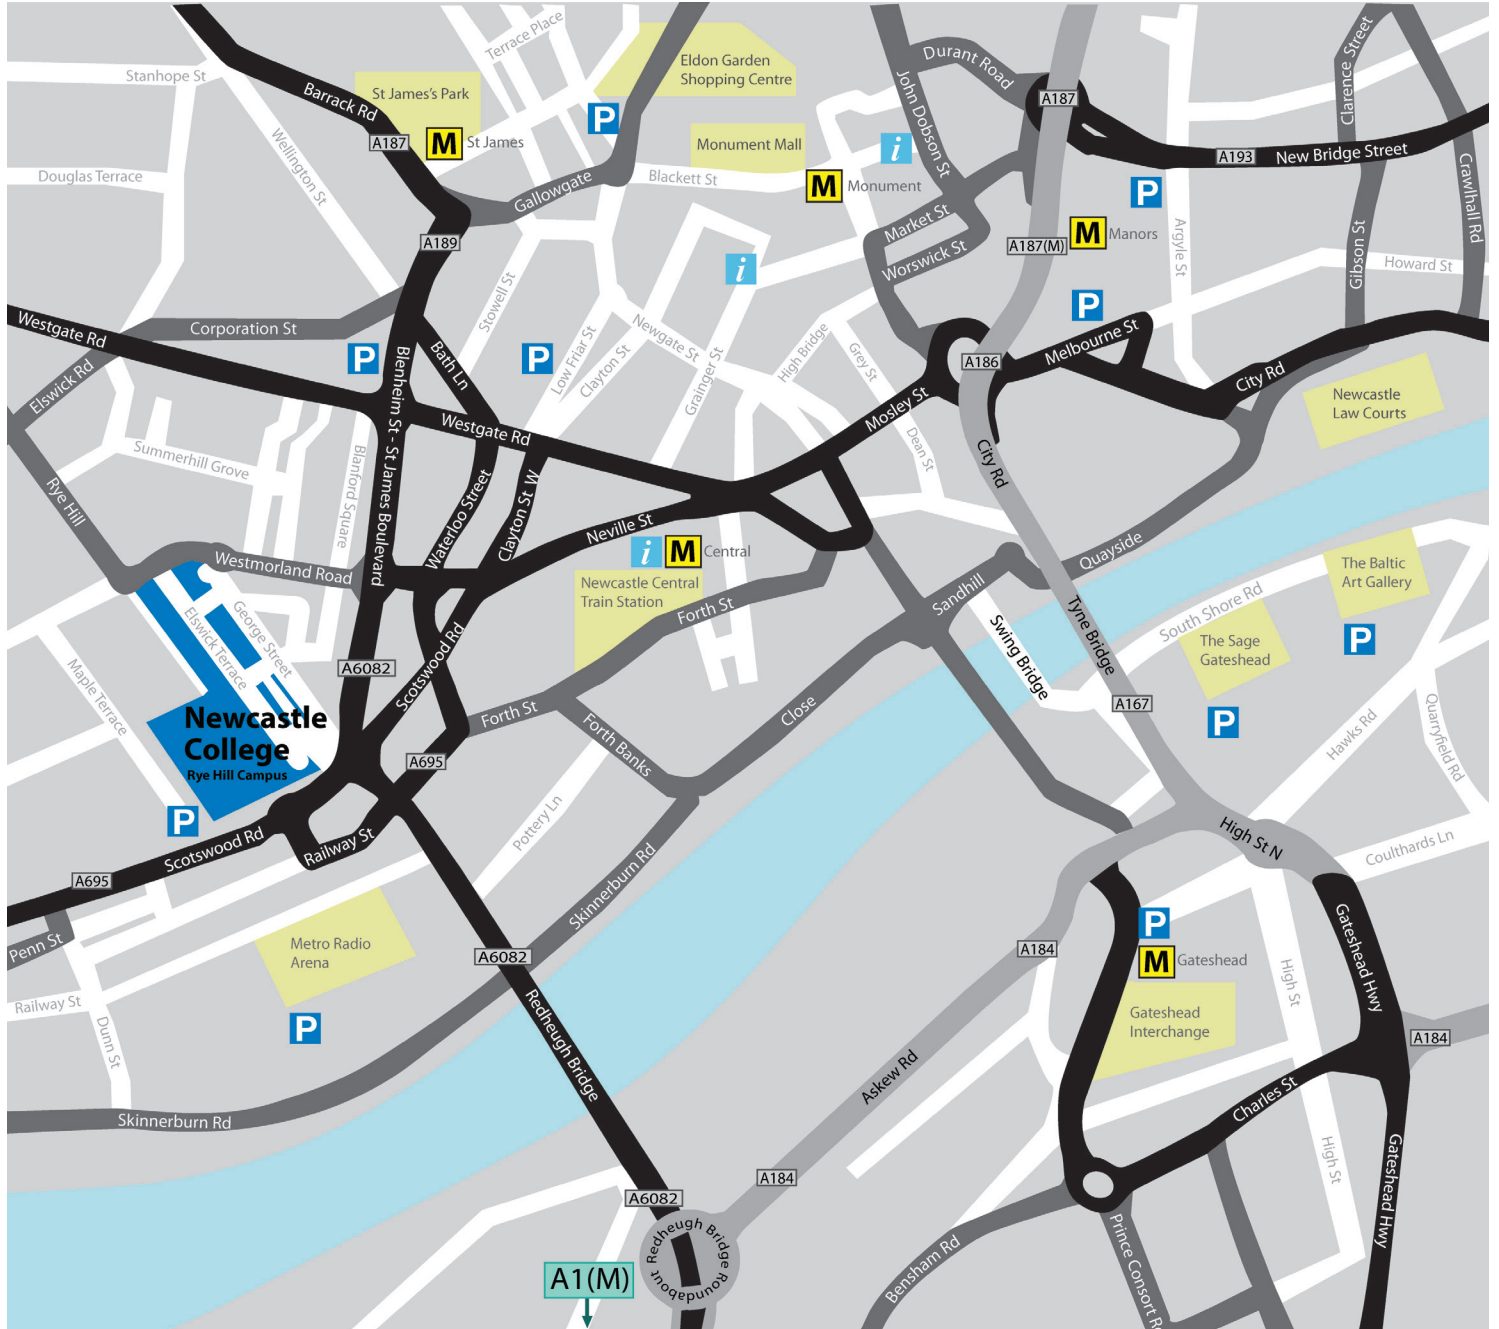 Terrace Place
Eldon Garden
Shopping Centre
Durant Road
Clarence Street
Stanhope St
Barrack Rd
St James's Park
A187
P
John Dobson St
A187
M
St James
Monument Mall
i
A193
New Bridge Street
Crawlhall Rd
Wellington St
Douglas Terrace
Gallowgate
Blackett St
M
Monument
P
Market St
A189
Worswick St
A187(M)
M
Manors
Argyle St
Gibson St
Howard St
i
Stowell St
Westgate Rd
Corporation St
P
P
Bath Ln
Blenheim St - St James Boulevard
Low Friar St
Clayton St
Newgate St
Grainger St
High Bridge
Grey St
P
Melbourne St
A186
City Rd
Elswick Rd
Mosley St
Newcastle
Law Courts
Westgate Rd
Dean St
City Rd
Summerhill Grove
Blanford Square
Rye Hill
Waterloo Street
Clayton St W
Neville St
i
M
Central
Quayside
Westmorland Road
Newcastle Central
Train Station
Forth St
Sandhill
The Baltic
Art Gallery
George Street
Elswick Terrace
Swing Bridge
Tyne Bridge
South Shore Rd
The Sage
Gateshead
P
Maple Terrace
A6082
Scotswood Rd
Newcastle
College
Rye Hill Campus
Forth St
Close
A167
P
Hawks Rd
Quarryfield Rd
Forth Banks
A695
Pottery Ln
P
Scotswood Rd
Railway St
High St N
Coulthards Ln
A695
Skinnerburn Rd
Penn St
Metro Radio
Arena
A6082
A184
P
M
Gateshead
Gateshead Hwy
High St
Railway St
Dunn St
P
Redheugh Bridge
Gateshead
Interchange
A184
Askew Rd
Charles St
Skinnerburn Rd
High St
Gateshead Hwy
A184
A6082
Redheugh Bridge Roundabout
Bensham Rd
Prince Consort R
A1(M)